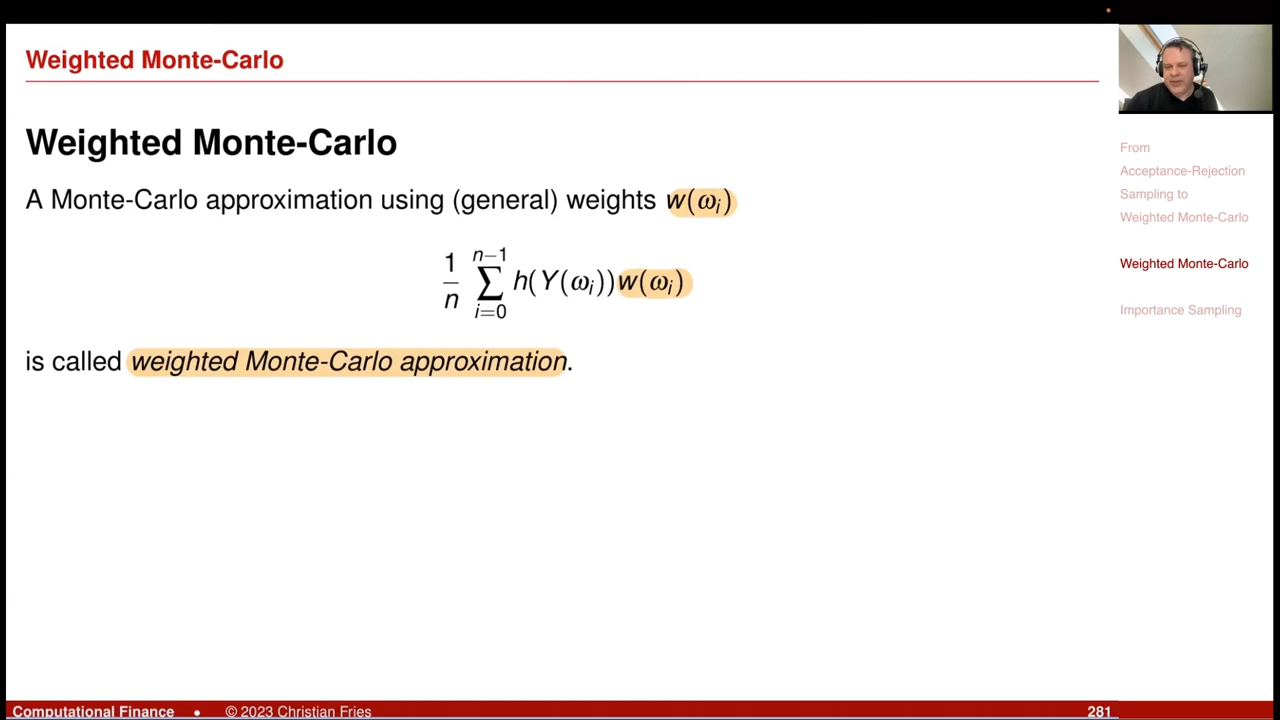 Weighted Monte-Carlo
Weighted Monte-Carlo
A Monte-Carlo approximation using (general) weights w(ωᵢ)
1/n ∑_{i=0}^{n−1} h(Y(ωᵢ))w(ωᵢ)
is called weighted Monte-Carlo approximation.
From
Acceptance-Rejection
Sampling to
Weighted Monte-Carlo
Weighted Monte-Carlo
Importance Sampling
Computational Finance • © 2023 Christian Fries 281